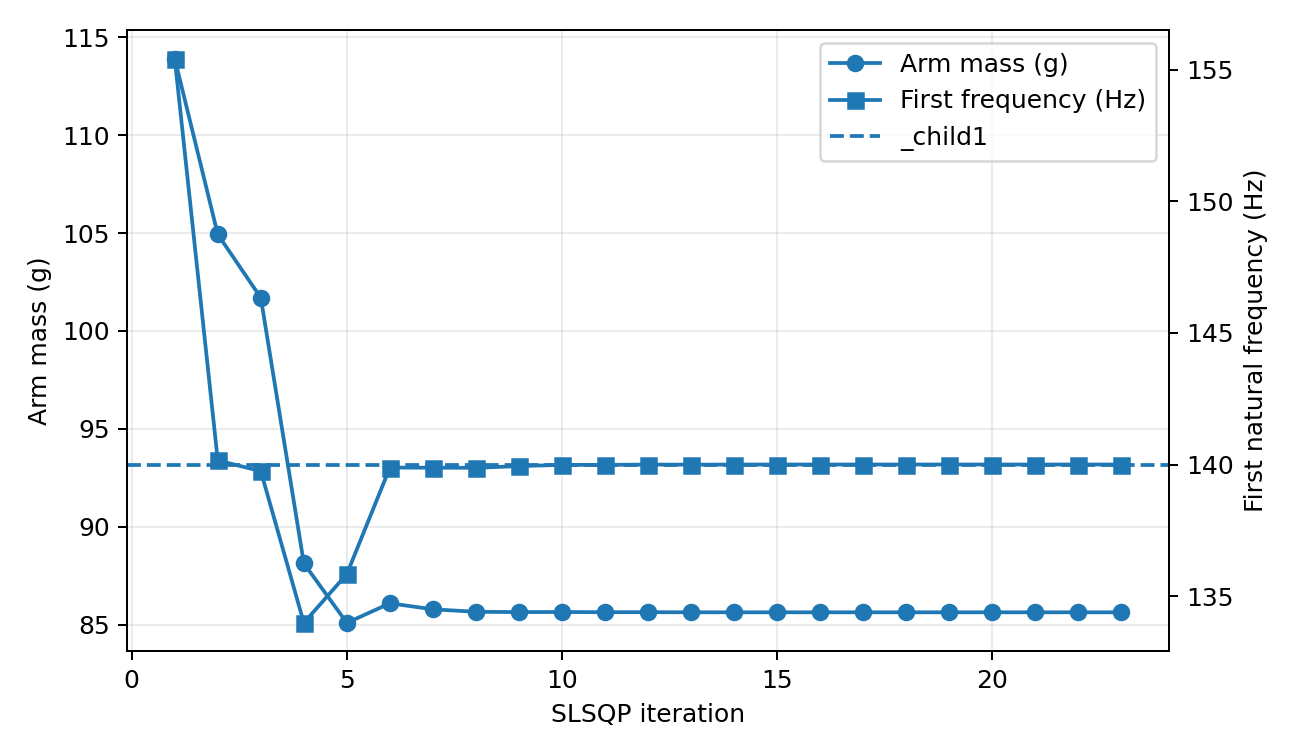 115
110
105
100
95
90
85
Arm mass (g)
Arm mass (g)
First frequency (Hz)
_child1
155
150
145
140
135
First natural frequency (Hz)
0
5
10
15
20
SLSQP iteration